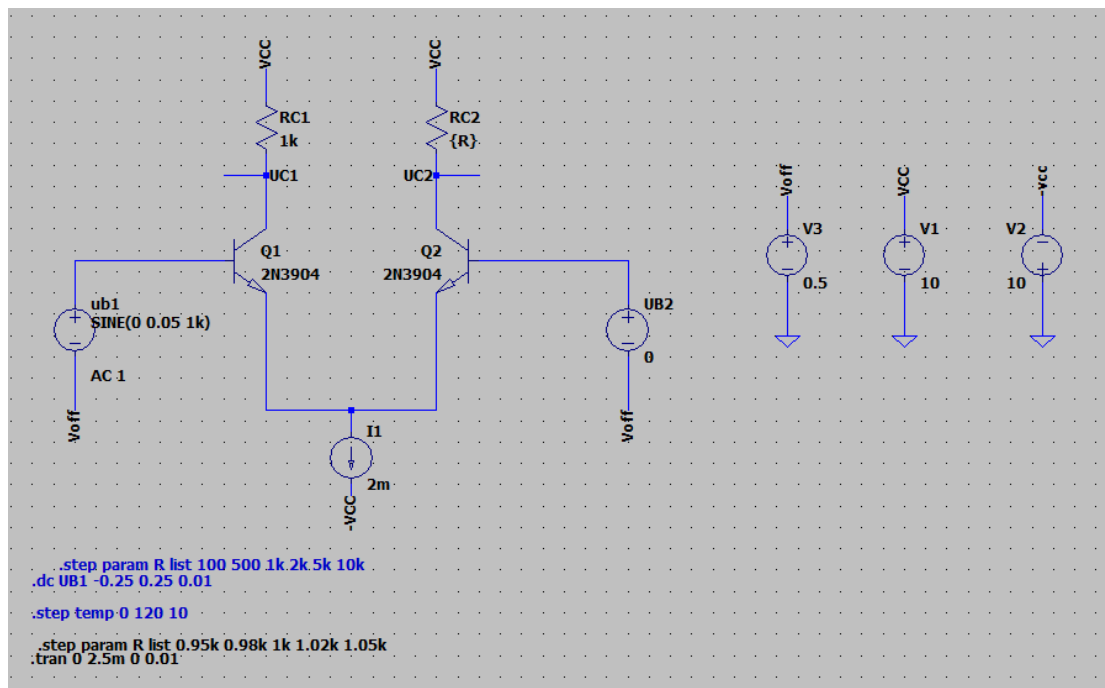 VCC
VCC
RC1
1k
RC2
{R}
UC1
UC2
Voff
VCC
-vcc
V3
0.5
V1
10
V2
10
Q1
2N3904
Q2
2N3904
ub1
SINE(0 0.05 1k)
AC 1
UB2
0
Voff
Voff
I1
2m
-VCC
.step param R list 100 500 1k 2k 5k 10k
.dc UB1 -0.25 0.25 0.01
.step temp 0 120 10
.step param R list 0.95k 0.98k 1k 1.02k 1.05k
.tran 0 2.5m 0 0.01